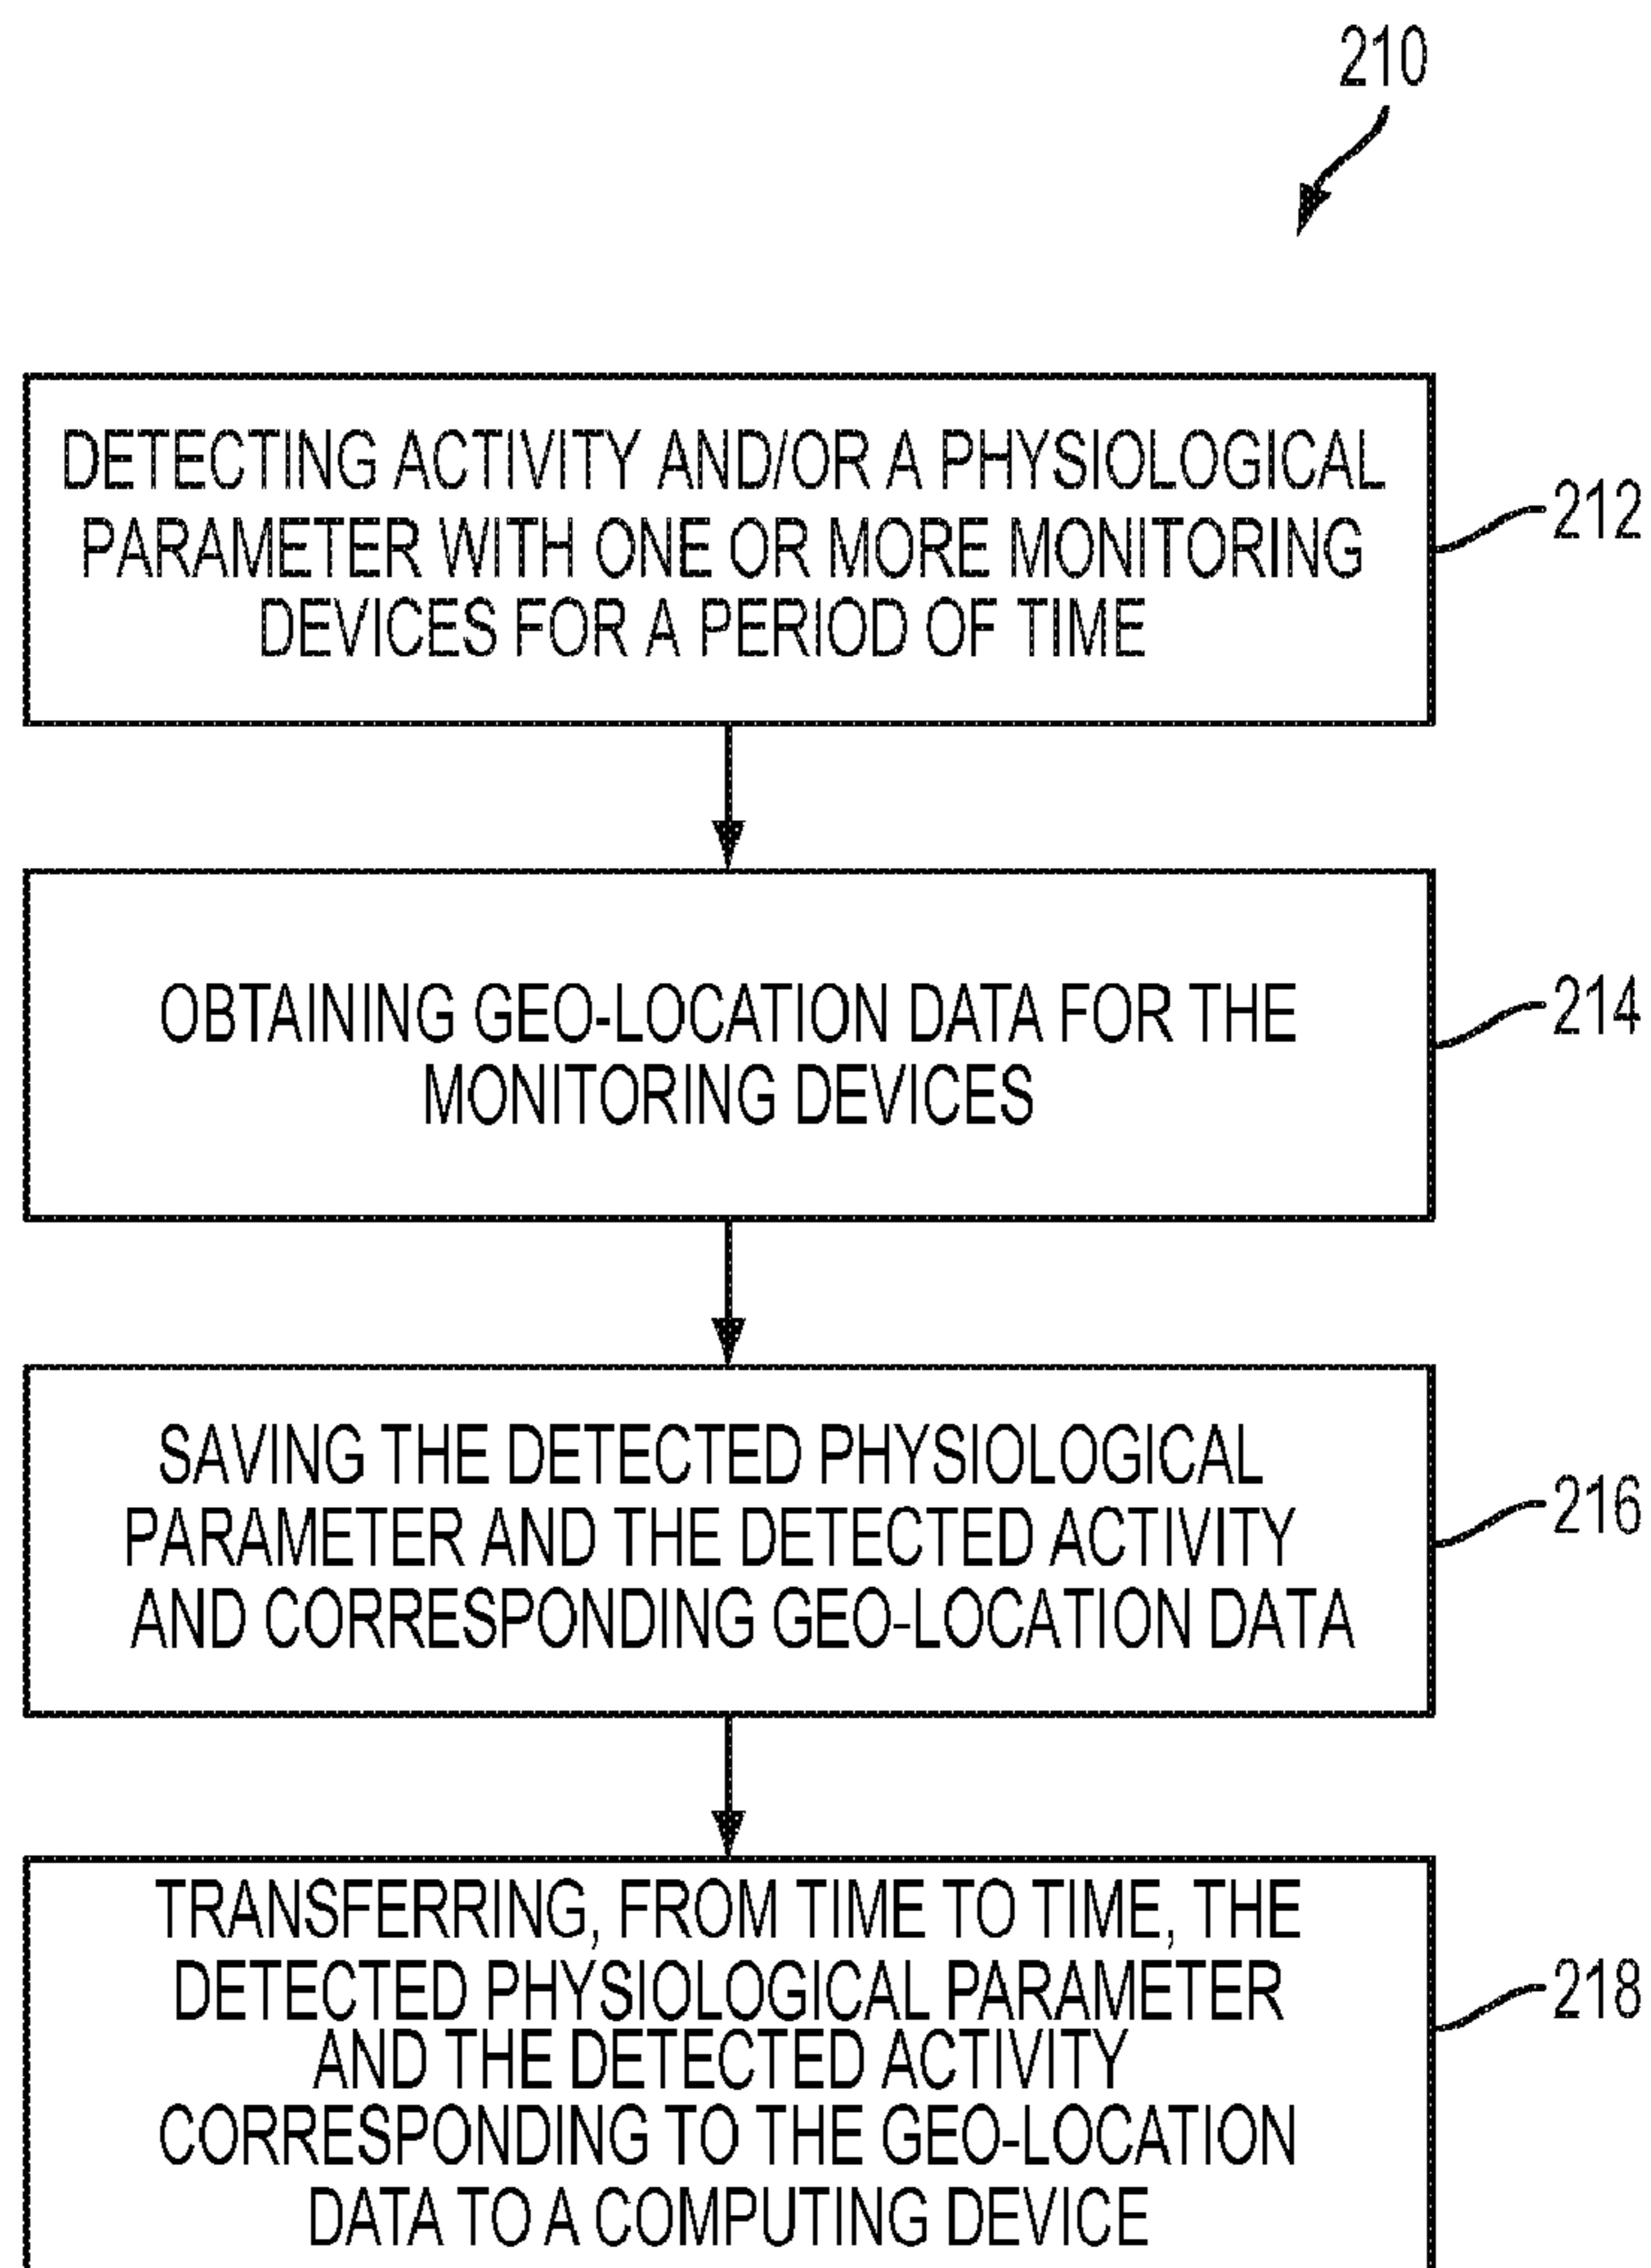 210
DETECTING ACTIVITY AND/OR A PHYSIOLOGICAL
PARAMETER WITH ONE OR MORE MONITORING
DEVICES FOR A PERIOD OF TIME
212
OBTAINING GEO-LOCATION DATA FOR THE
MONITORING DEVICES
214
SAVING THE DETECTED PHYSIOLOGICAL
PARAMETER AND THE DETECTED ACTIVITY
AND CORRESPONDING GEO-LOCATION DATA
216
TRANSFERRING, FROM TIME TO TIME, THE
DETECTED PHYSIOLOGICAL PARAMETER
AND THE DETECTED ACTIVITY
CORRESPONDING TO THE GEO-LOCATION
DATA TO A COMPUTING DEVICE
218